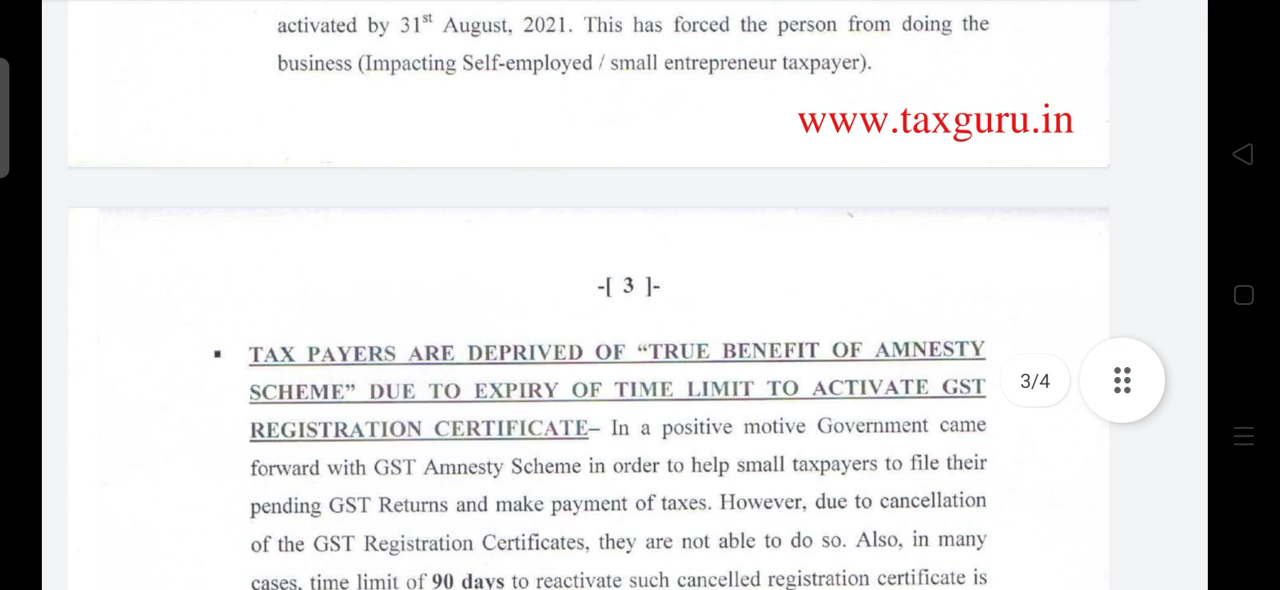 activated by 31st August, 2021. This has forced the person from doing the
business (Impacting Self-employed / small entrepreneur taxpayer).
www.taxguru.in
-[ 3 ]-
▪ TAX PAYERS ARE DEPRIVED OF “TRUE BENEFIT OF AMNESTY
SCHEME” DUE TO EXPIRY OF TIME LIMIT TO ACTIVATE GST
3/4
REGISTRATION CERTIFICATE– In a positive motive Government came
forward with GST Amnesty Scheme in order to help small taxpayers to file their
pending GST Returns and make payment of taxes. However, due to cancellation
of the GST Registration Certificates, they are not able to do so. Also, in many
cases, time limit of 90 days to reactivate such cancelled registration certificate is